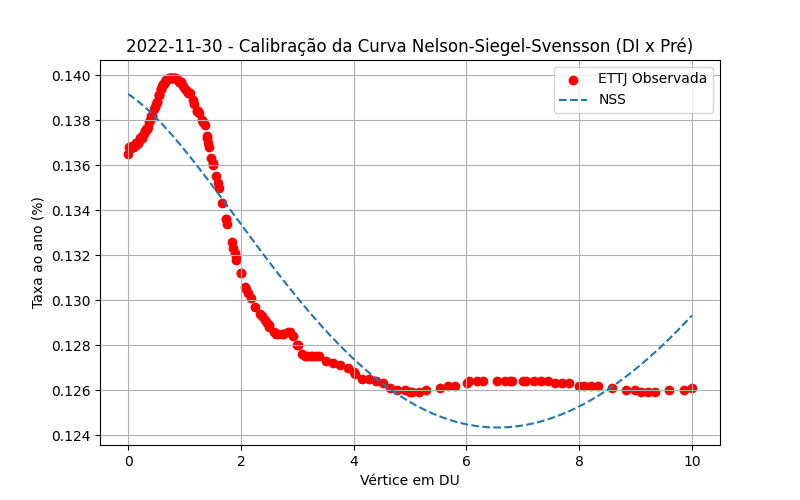 2022-11-30 - Calibração da Curva Nelson-Siegel-Svensson (DI x Pré)
ETTJ Observada
NSS
Taxa ao ano (%)
0.140
0.138
0.136
0.134
0.132
0.130
0.128
0.126
0.124
0 2 4 6 8 10
Vértice em DU